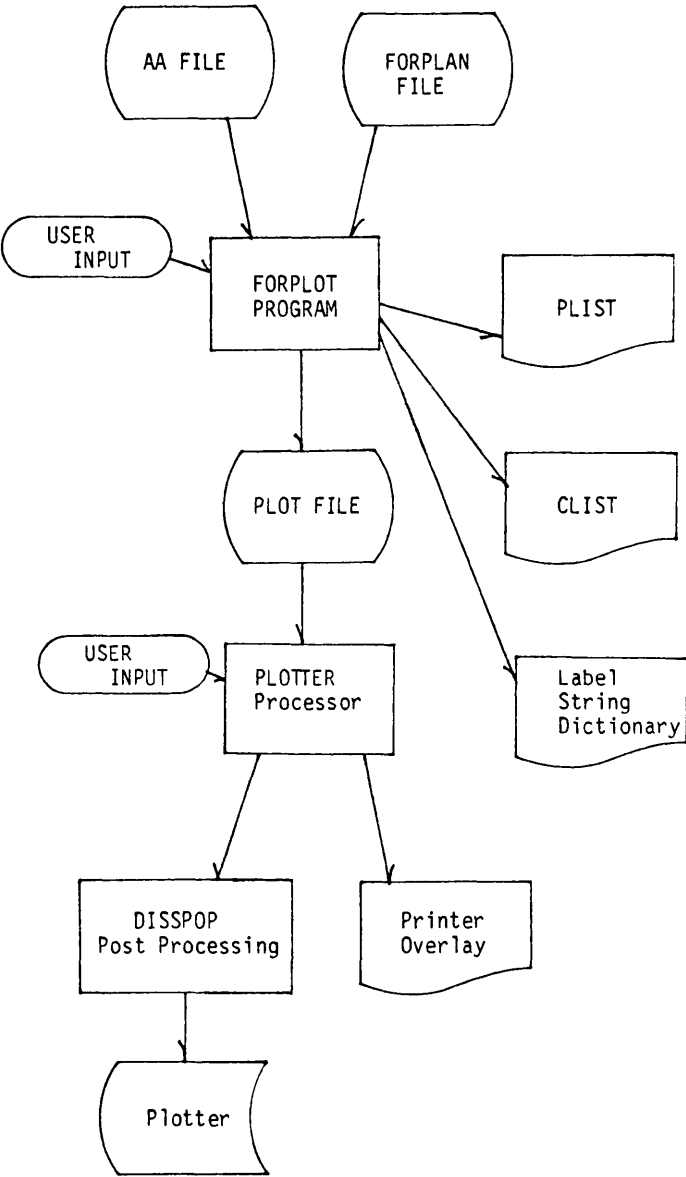 AA FILE
FORPLAN
FILE
USER
INPUT
FORPLOT
PROGRAM
PLIST
PLOT FILE
CLIST
USER
INPUT
PLOTTER
Processor
Label
String
Dictionary
DISSPOP
Post Processing
Printer
Overlay
Plotter